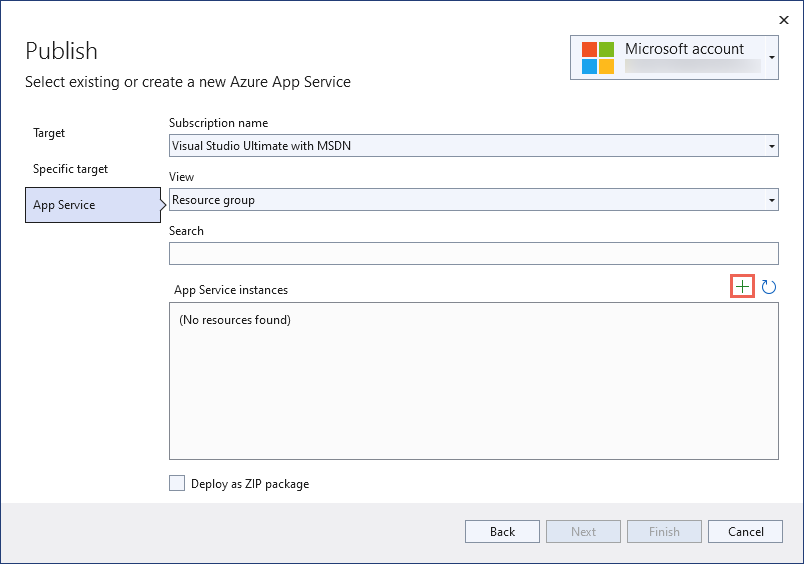 Publish
Select existing or create a new Azure App Service
Microsoft account
Target
Specific target
App Service
Subscription name
Visual Studio Ultimate with MSDN
View
Resource group
Search
App Service instances
(No resources found)
Deploy as ZIP package
Back
Next
Finish
Cancel